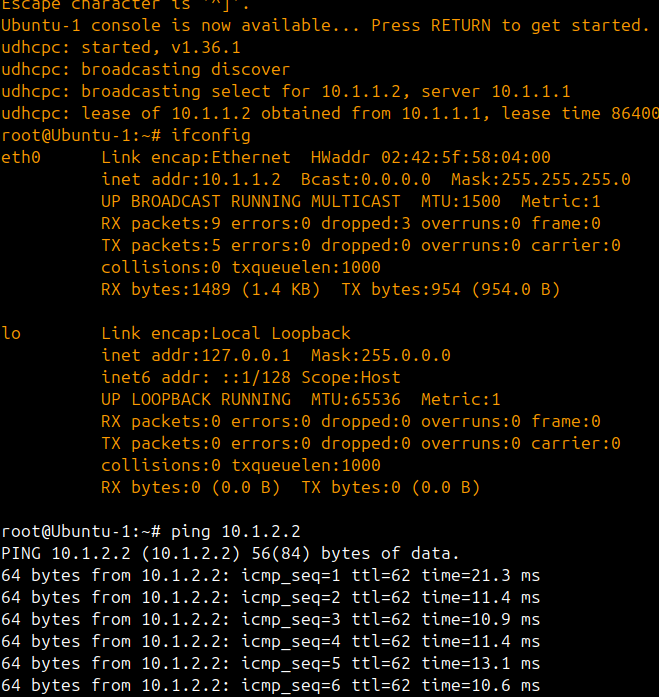 Escape character is '^]'.
Ubuntu-1 console is now available... Press RETURN to get started.
udhcpc: started, v1.36.1
udhcpc: broadcasting discover
udhcpc: broadcasting select for 10.1.1.2, server 10.1.1.1
udhcpc: lease of 10.1.1.2 obtained from 10.1.1.1, lease time 86400
root@Ubuntu-1:~# ifconfig
eth0      Link encap:Ethernet  HWaddr 02:42:5f:58:04:00
          inet addr:10.1.1.2  Bcast:0.0.0.0  Mask:255.255.255.0
          UP BROADCAST RUNNING MULTICAST  MTU:1500  Metric:1
          RX packets:9 errors:0 dropped:3 overruns:0 frame:0
          TX packets:5 errors:0 dropped:0 overruns:0 carrier:0
          collisions:0 txqueuelen:1000
          RX bytes:1489 (1.4 KB)  TX bytes:954 (954.0 B)

lo        Link encap:Local Loopback
          inet addr:127.0.0.1  Mask:255.0.0.0
          inet6 addr: ::1/128 Scope:Host
          UP LOOPBACK RUNNING  MTU:65536  Metric:1
          RX packets:0 errors:0 dropped:0 overruns:0 frame:0
          TX packets:0 errors:0 dropped:0 overruns:0 carrier:0
          collisions:0 txqueuelen:1000
          RX bytes:0 (0.0 B)  TX bytes:0 (0.0 B)

root@Ubuntu-1:~# ping 10.1.2.2
PING 10.1.2.2 (10.1.2.2) 56(84) bytes of data.
64 bytes from 10.1.2.2: icmp_seq=1 ttl=62 time=21.3 ms
64 bytes from 10.1.2.2: icmp_seq=2 ttl=62 time=11.4 ms
64 bytes from 10.1.2.2: icmp_seq=3 ttl=62 time=10.9 ms
64 bytes from 10.1.2.2: icmp_seq=4 ttl=62 time=11.4 ms
64 bytes from 10.1.2.2: icmp_seq=5 ttl=62 time=13.1 ms
64 bytes from 10.1.2.2: icmp_seq=6 ttl=62 time=10.6 ms